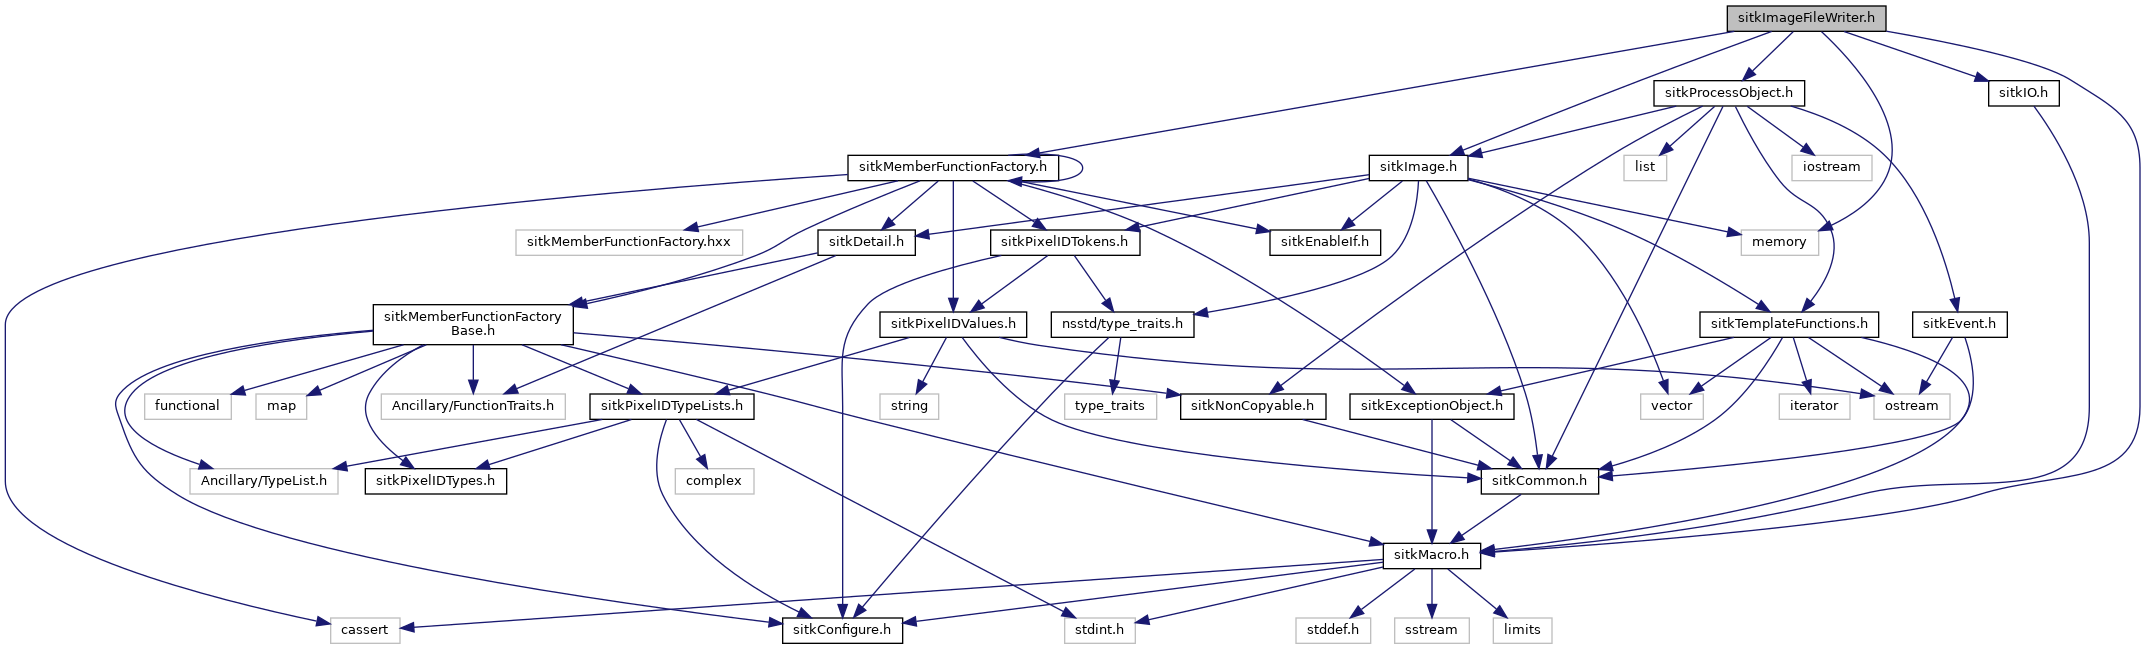 sitkImageFileWriter.h
sitkProcessObject.h
sitkIO.h
sitkMemberFunctionFactory.h
sitkImage.h
list
iostream
sitkMemberFunctionFactory.hxx
sitkDetail.h
sitkPixelIDTokens.h
sitkEnableIf.h
memory
sitkMemberFunctionFactory
Base.h
sitkPixelIDValues.h
nsstd/type_traits.h
sitkTemplateFunctions.h
sitkEvent.h
functional
map
Ancillary/FunctionTraits.h
sitkPixelIDTypeLists.h
string
type_traits
sitkNonCopyable.h
sitkExceptionObject.h
vector
iterator
ostream
Ancillary/TypeList.h
sitkPixelIDTypes.h
complex
sitkCommon.h
sitkMacro.h
cassert
sitkConfigure.h
stdint.h
stddef.h
sstream
limits